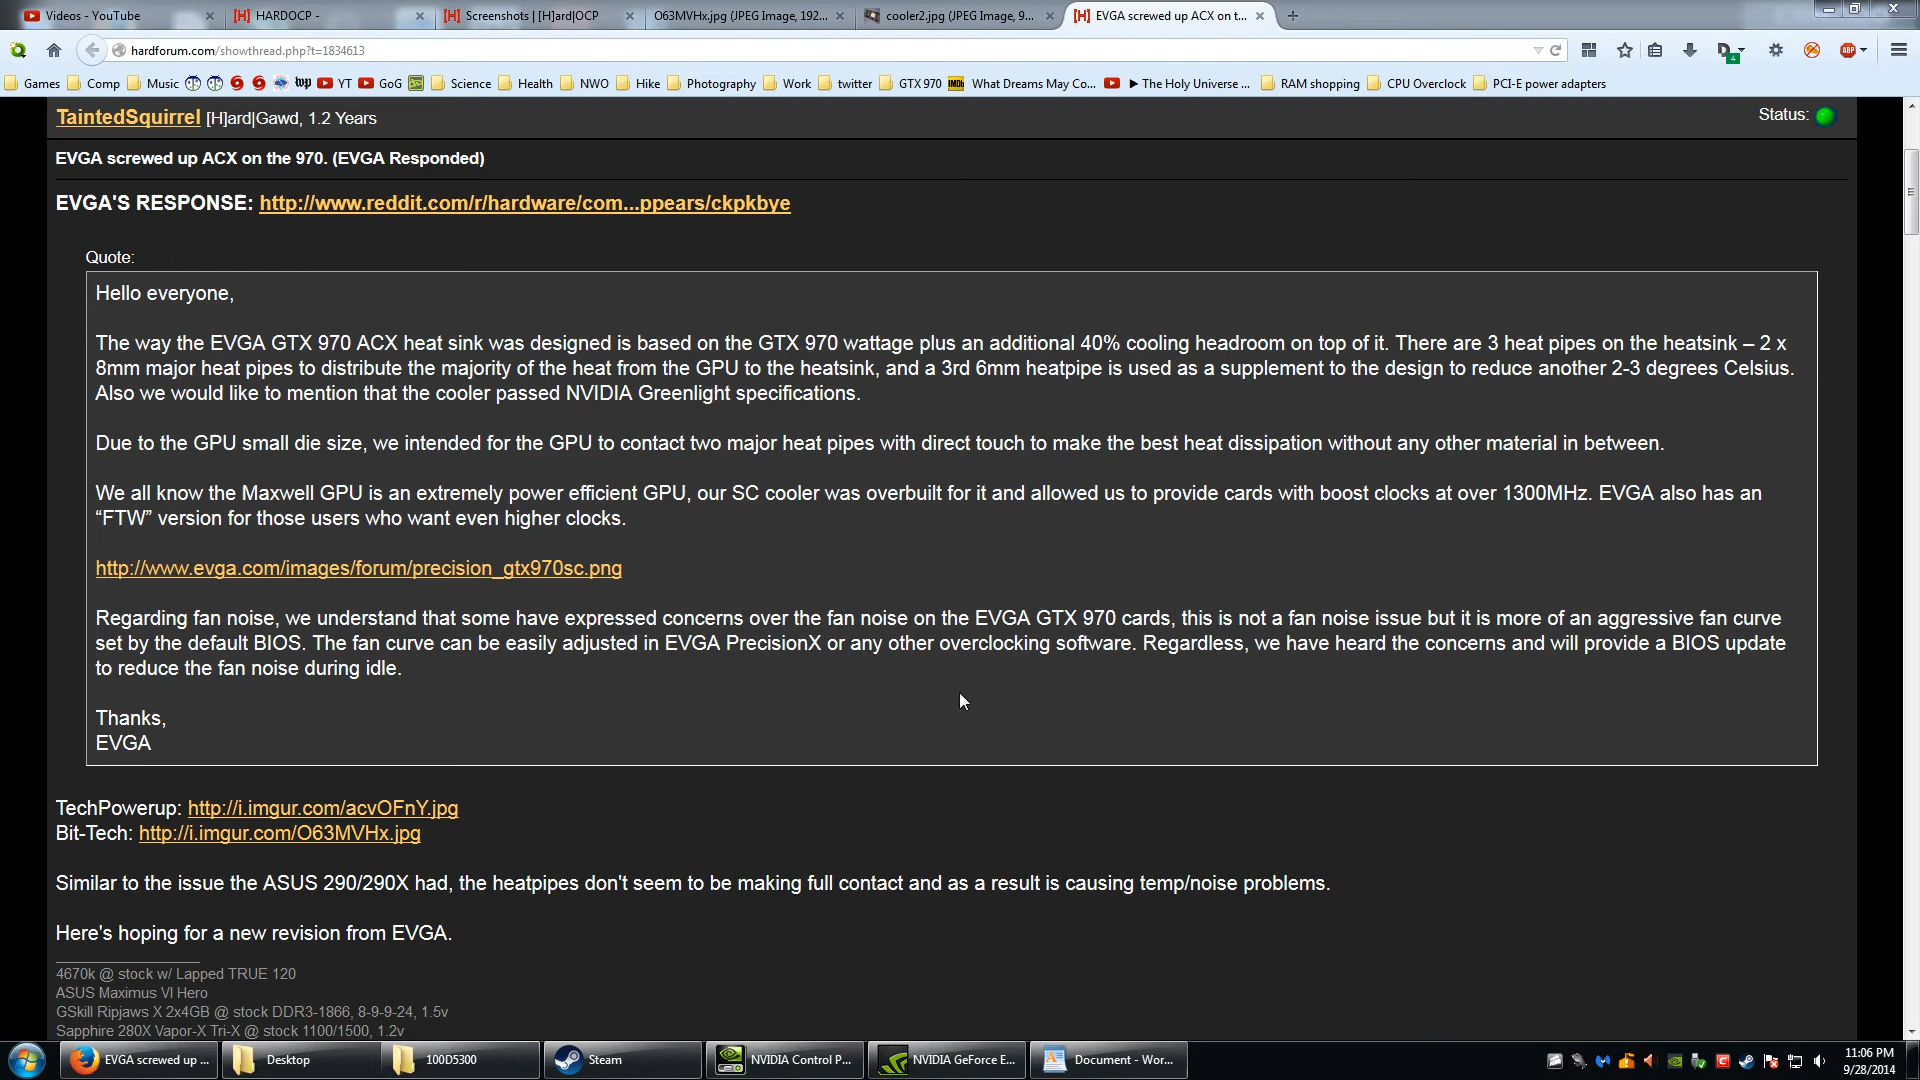 Videos - YouTube
HARDOCP -
Screenshots | [H]ard|OCP
O63MVHx.jpg (JPEG Image, 192...
cooler2.jpg (JPEG Image, 9...
[H] EVGA screwed up ACX on t...
hardforum.com/showthread.php?t=1834613
Games
Comp
Music
YT
GoG
Science
Health
NWO
Hike
Photography
Work
twitter
GTX 970
What Dreams May Co...
► The Holy Universe ...
RAM shopping
CPU Overclock
PCI-E power adapters
TaintedSquirrel [H]ard|Gawd, 1.2 Years
Status:
EVGA screwed up ACX on the 970. (EVGA Responded)
EVGA'S RESPONSE: http://www.reddit.com/r/hardware/com...ppears/ckpkbye
Quote:
Hello everyone,
The way the EVGA GTX 970 ACX heat sink was designed is based on the GTX 970 wattage plus an additional 40% cooling headroom on top of it. There are 3 heat pipes on the heatsink – 2 x
8mm major heat pipes to distribute the majority of the heat from the GPU to the heatsink, and a 3rd 6mm heatpipe is used as a supplement to the design to reduce another 2-3 degrees Celsius.
Also we would like to mention that the cooler passed NVIDIA Greenlight specifications.
Due to the GPU small die size, we intended for the GPU to contact two major heat pipes with direct touch to make the best heat dissipation without any other material in between.
We all know the Maxwell GPU is an extremely power efficient GPU, our SC cooler was overbuilt for it and allowed us to provide cards with boost clocks at over 1300MHz. EVGA also has an
“FTW” version for those users who want even higher clocks.
http://www.evga.com/images/forum/precision_gtx970sc.png
Regarding fan noise, we understand that some have expressed concerns over the fan noise on the EVGA GTX 970 cards, this is not a fan noise issue but it is more of an aggressive fan curve
set by the default BIOS. The fan curve can be easily adjusted in EVGA PrecisionX or any other overclocking software. Regardless, we have heard the concerns and will provide a BIOS update
to reduce the fan noise during idle.
Thanks,
EVGA
TechPowerup: http://i.imgur.com/acvOFnY.jpg
Bit-Tech: http://i.imgur.com/O63MVHx.jpg
Similar to the issue the ASUS 290/290X had, the heatpipes don't seem to be making full contact and as a result is causing temp/noise problems.
Here's hoping for a new revision from EVGA.
4670k @ stock w/ Lapped TRUE 120
ASUS Maximus VI Hero
GSkill Ripjaws X 2x4GB @ stock DDR3-1866, 8-9-9-24, 1.5v
Sapphire 280X Vapor-X Tri-X @ stock 1100/1500, 1.2v
EVGA screwed up ...
Desktop
100D5300
Steam
NVIDIA Control P...
NVIDIA GeForce E...
Document - Wor...
11:06 PM
9/28/2014